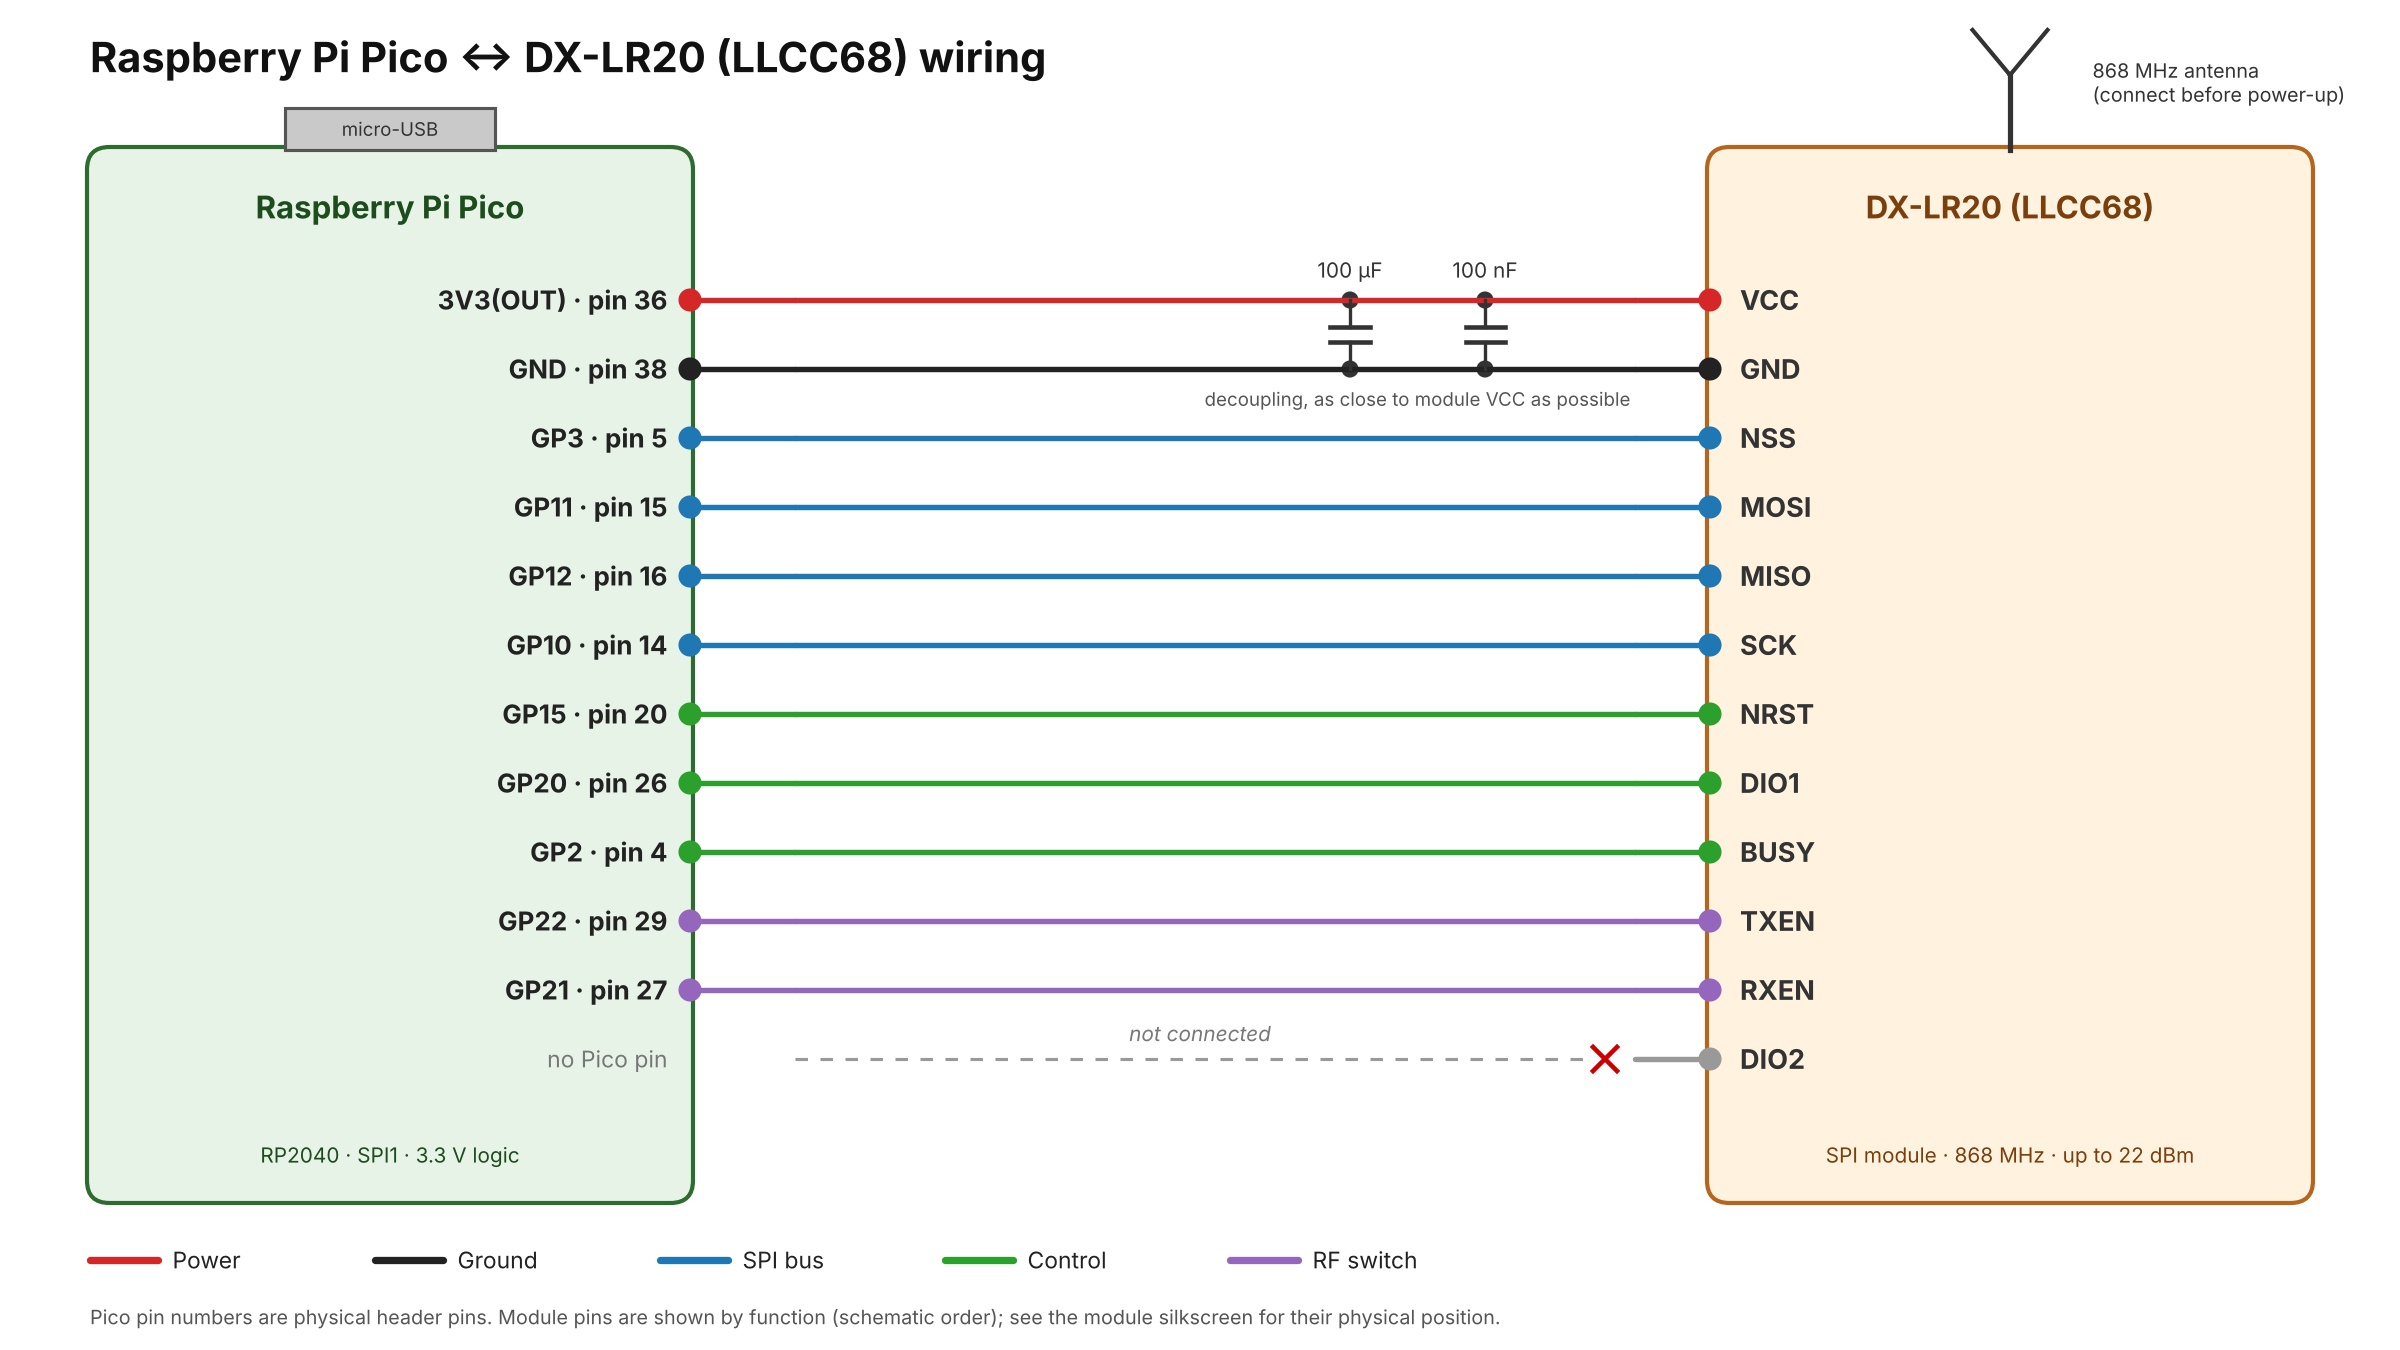 Raspberry Pi Pico ↔ DX-LR20 (LLCC68) wiring
868 MHz antenna
(connect before power-up)
micro-USB
Raspberry Pi Pico
DX-LR20 (LLCC68)
100 µF
100 nF
3V3(OUT) · pin 36
VCC
GND · pin 38
GND
decoupling, as close to module VCC as possible
GP3 · pin 5
NSS
GP11 · pin 15
MOSI
GP12 · pin 16
MISO
GP10 · pin 14
SCK
GP15 · pin 20
NRST
GP20 · pin 26
DIO1
GP2 · pin 4
BUSY
GP22 · pin 29
TXEN
GP21 · pin 27
RXEN
not connected
no Pico pin
DIO2
RP2040 · SPI1 · 3.3 V logic
SPI module · 868 MHz · up to 22 dBm
Power
Ground
SPI bus
Control
RF switch
Pico pin numbers are physical header pins. Module pins are shown by function (schematic order); see the module silkscreen for their physical position.